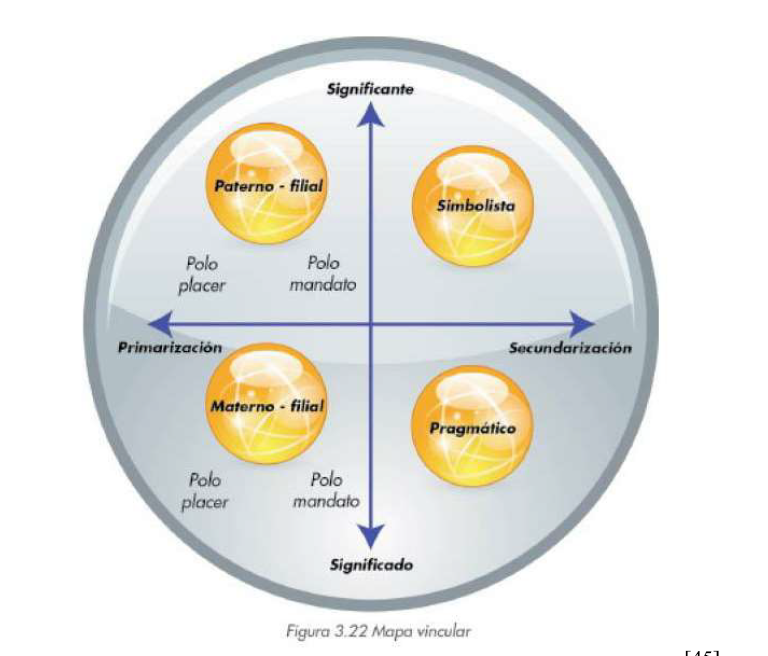 Significante
Paterno - filial
Simbolista
Polo
placer
Polo
mandato
Primarización
Secundarización
Materno - filial
Pragmático
Polo
placer
Polo
mandato
Significado
Figura 3.22 Mapa vincular